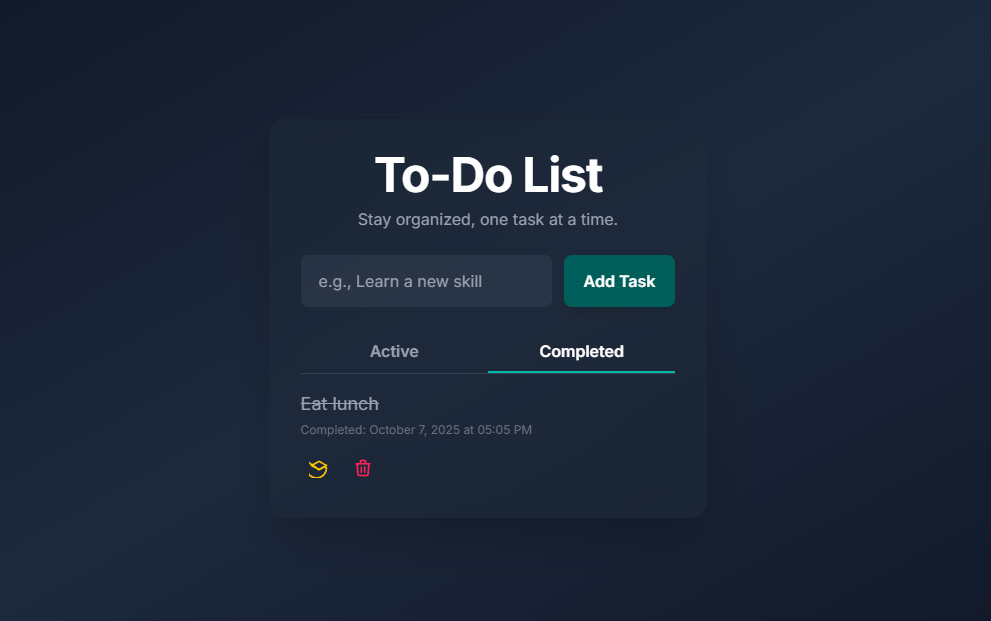 To-Do List
Stay organized, one task at a time.
e.g., Learn a new skill
Add Task
Active
Completed
Eat lunch
Completed: October 7, 2025 at 05:05 PM